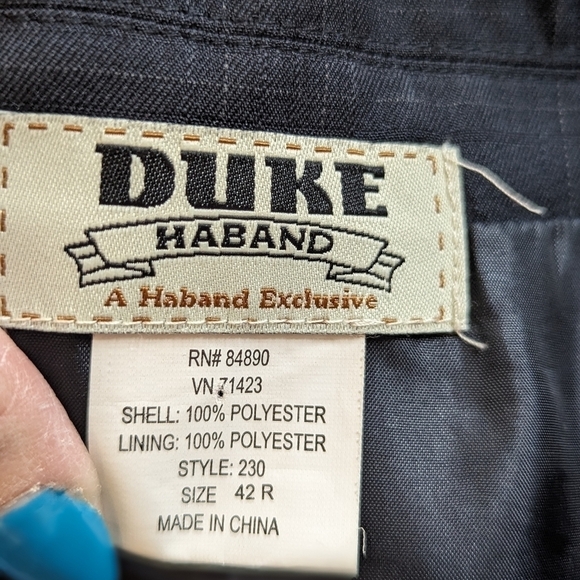 DUKE
HABAND
A Haband Exclusive
RN# 84890
VN 71423
SHELL: 100% POLYESTER
LINING: 100% POLYESTER
STYLE: 230
SIZE 42 R
MADE IN CHINA